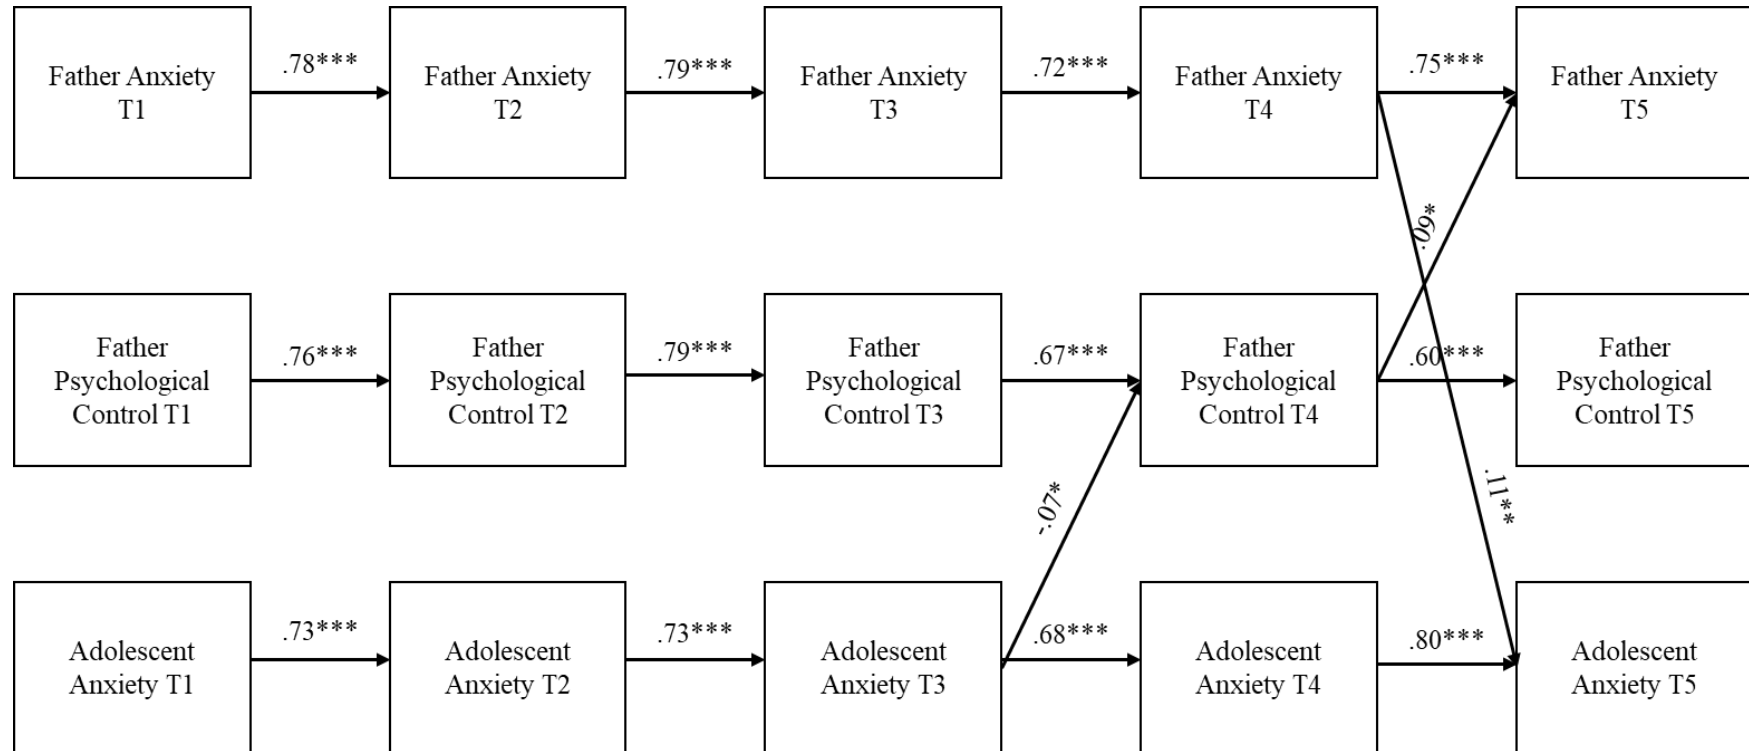 Father Anxiety
T1
.78***
Father Anxiety
T2
.79***
Father Anxiety
T3
.72***
Father Anxiety
T4
.75***
Father Anxiety
T5
.09*
Father
Psychological
Control T1
.76***
Father
Psychological
Control T2
.79***
Father
Psychological
Control T3
.67***
Father
Psychological
Control T4
.60***
Father
Psychological
Control T5
-.07*
.11**
Adolescent
Anxiety T1
.73***
Adolescent
Anxiety T2
.73***
Adolescent
Anxiety T3
.68***
Adolescent
Anxiety T4
.80***
Adolescent
Anxiety T5